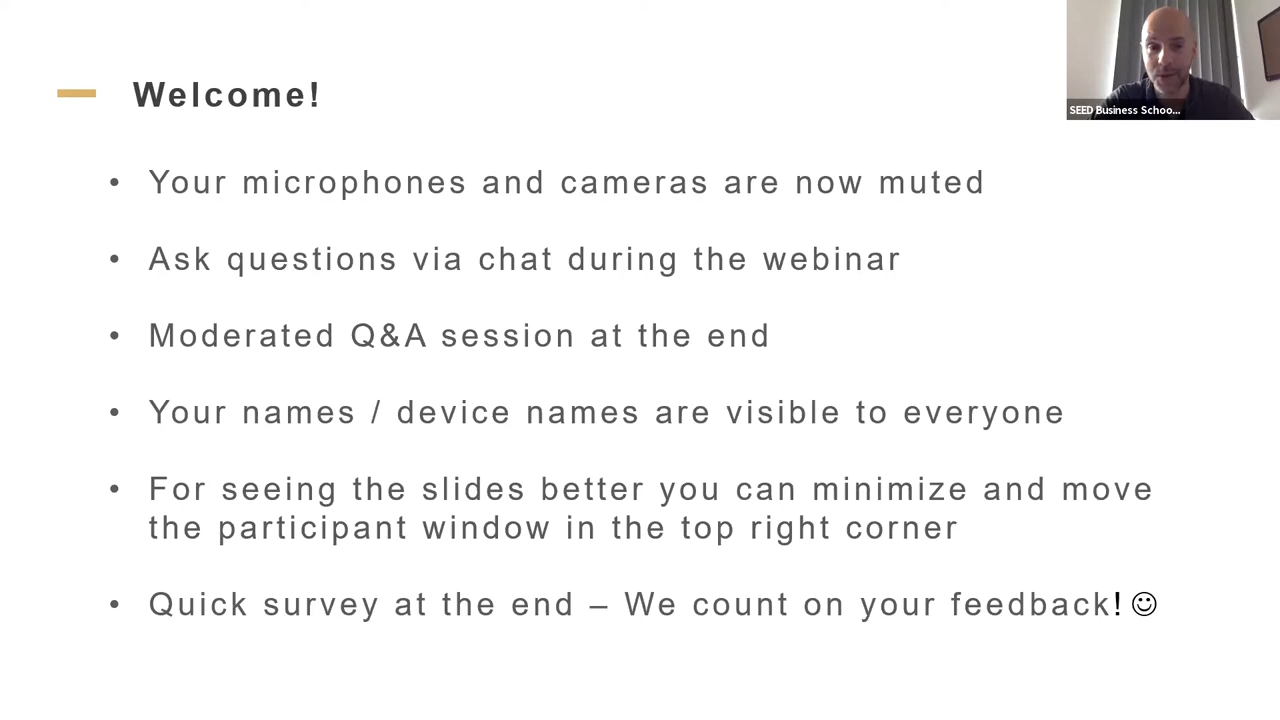 Welcome!
SEED Business Schoo...
• Your microphones and cameras are now muted
• Ask questions via chat during the webinar
• Moderated Q&A session at the end
• Your names / device names are visible to everyone
• For seeing the slides better you can minimize and move
the participant window in the top right corner
• Quick survey at the end – We count on your feedback! ☺